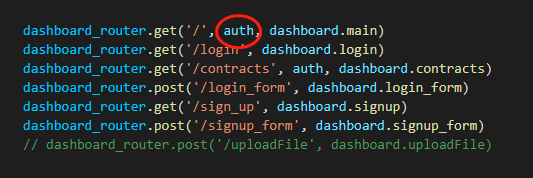 dashboard_router.get('/', auth, dashboard.main)
dashboard_router.get('/login', dashboard.login)
dashboard_router.get('/contracts', auth, dashboard.contracts)
dashboard_router.post('/login_form', dashboard.login_form)
dashboard_router.get('/sign_up', dashboard.signup)
dashboard_router.post('/signup_form', dashboard.signup_form)
// dashboard_router.post('/uploadFile', dashboard.uploadFile)